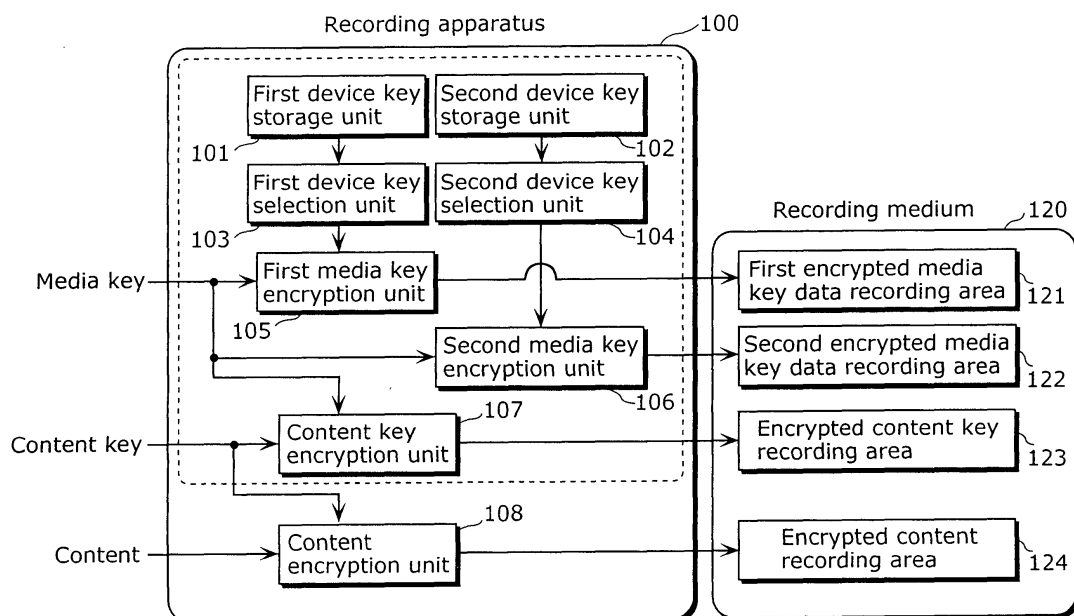 Recording apparatus
100
First device key
storage unit
101
Second device key
storage unit
102
First device key
selection unit
103
Second device key
selection unit
104
Recording medium
120
Media key
First media key
encryption unit
105
First encrypted media
key data recording area
121
Second media key
encryption unit
106
Second encrypted media
key data recording area
122
Content key
Content key
encryption unit
107
Encrypted content key
recording area
123
Content
Content
encryption unit
108
Encrypted content
recording area
124